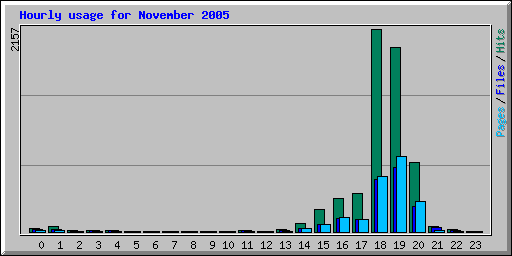 Hourly usage for November 2005
2157
Pages/Files/Hits
0 1 2 3 4 5 6 7 8 9 10 11 12 13 14 15 16 17 18 19 20 21 22 23